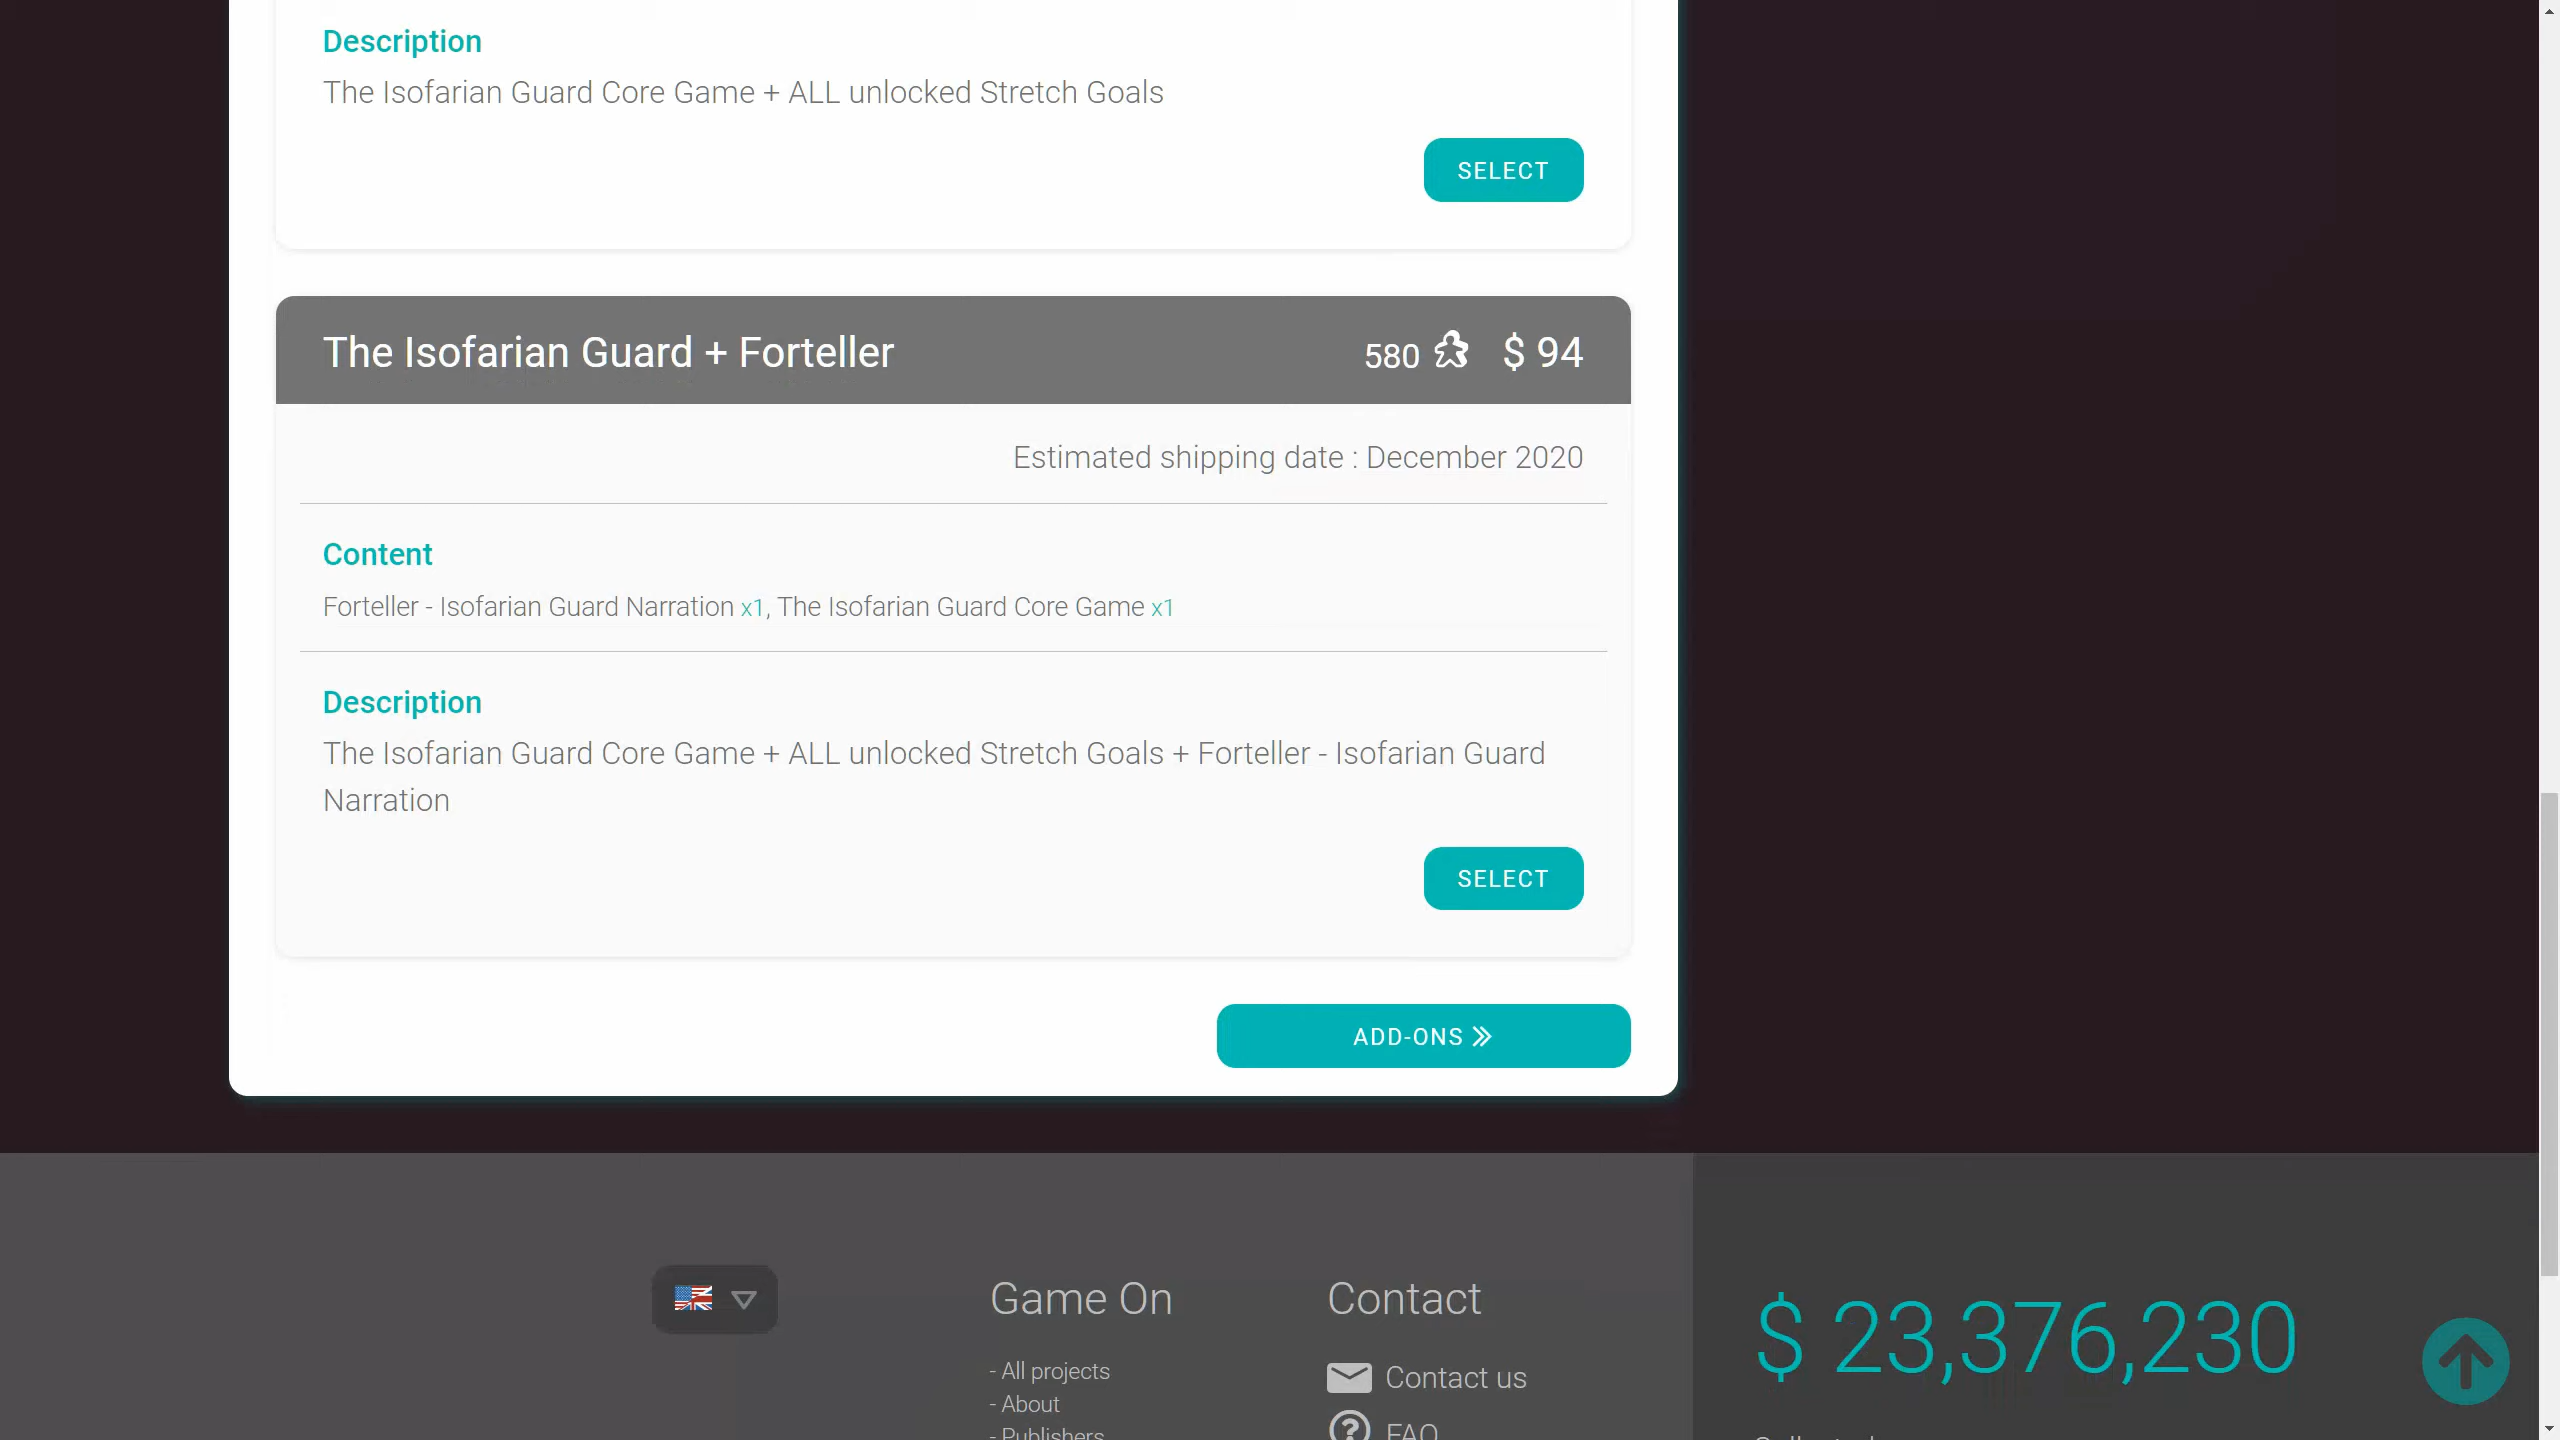 Description
The Isofarian Guard Core Game + ALL unlocked Stretch Goals
SELECT
The Isofarian Guard + Forteller
580 $ 94
Estimated shipping date : December 2020
Content
Forteller - Isofarian Guard Narration x1, The Isofarian Guard Core Game x1
Description
The Isofarian Guard Core Game + ALL unlocked Stretch Goals + Forteller - Isofarian Guard
Narration
SELECT
ADD-ONS
Game On
- All projects
- About
- Publishers
Contact
Contact us
FAQ
$ 23,376,230